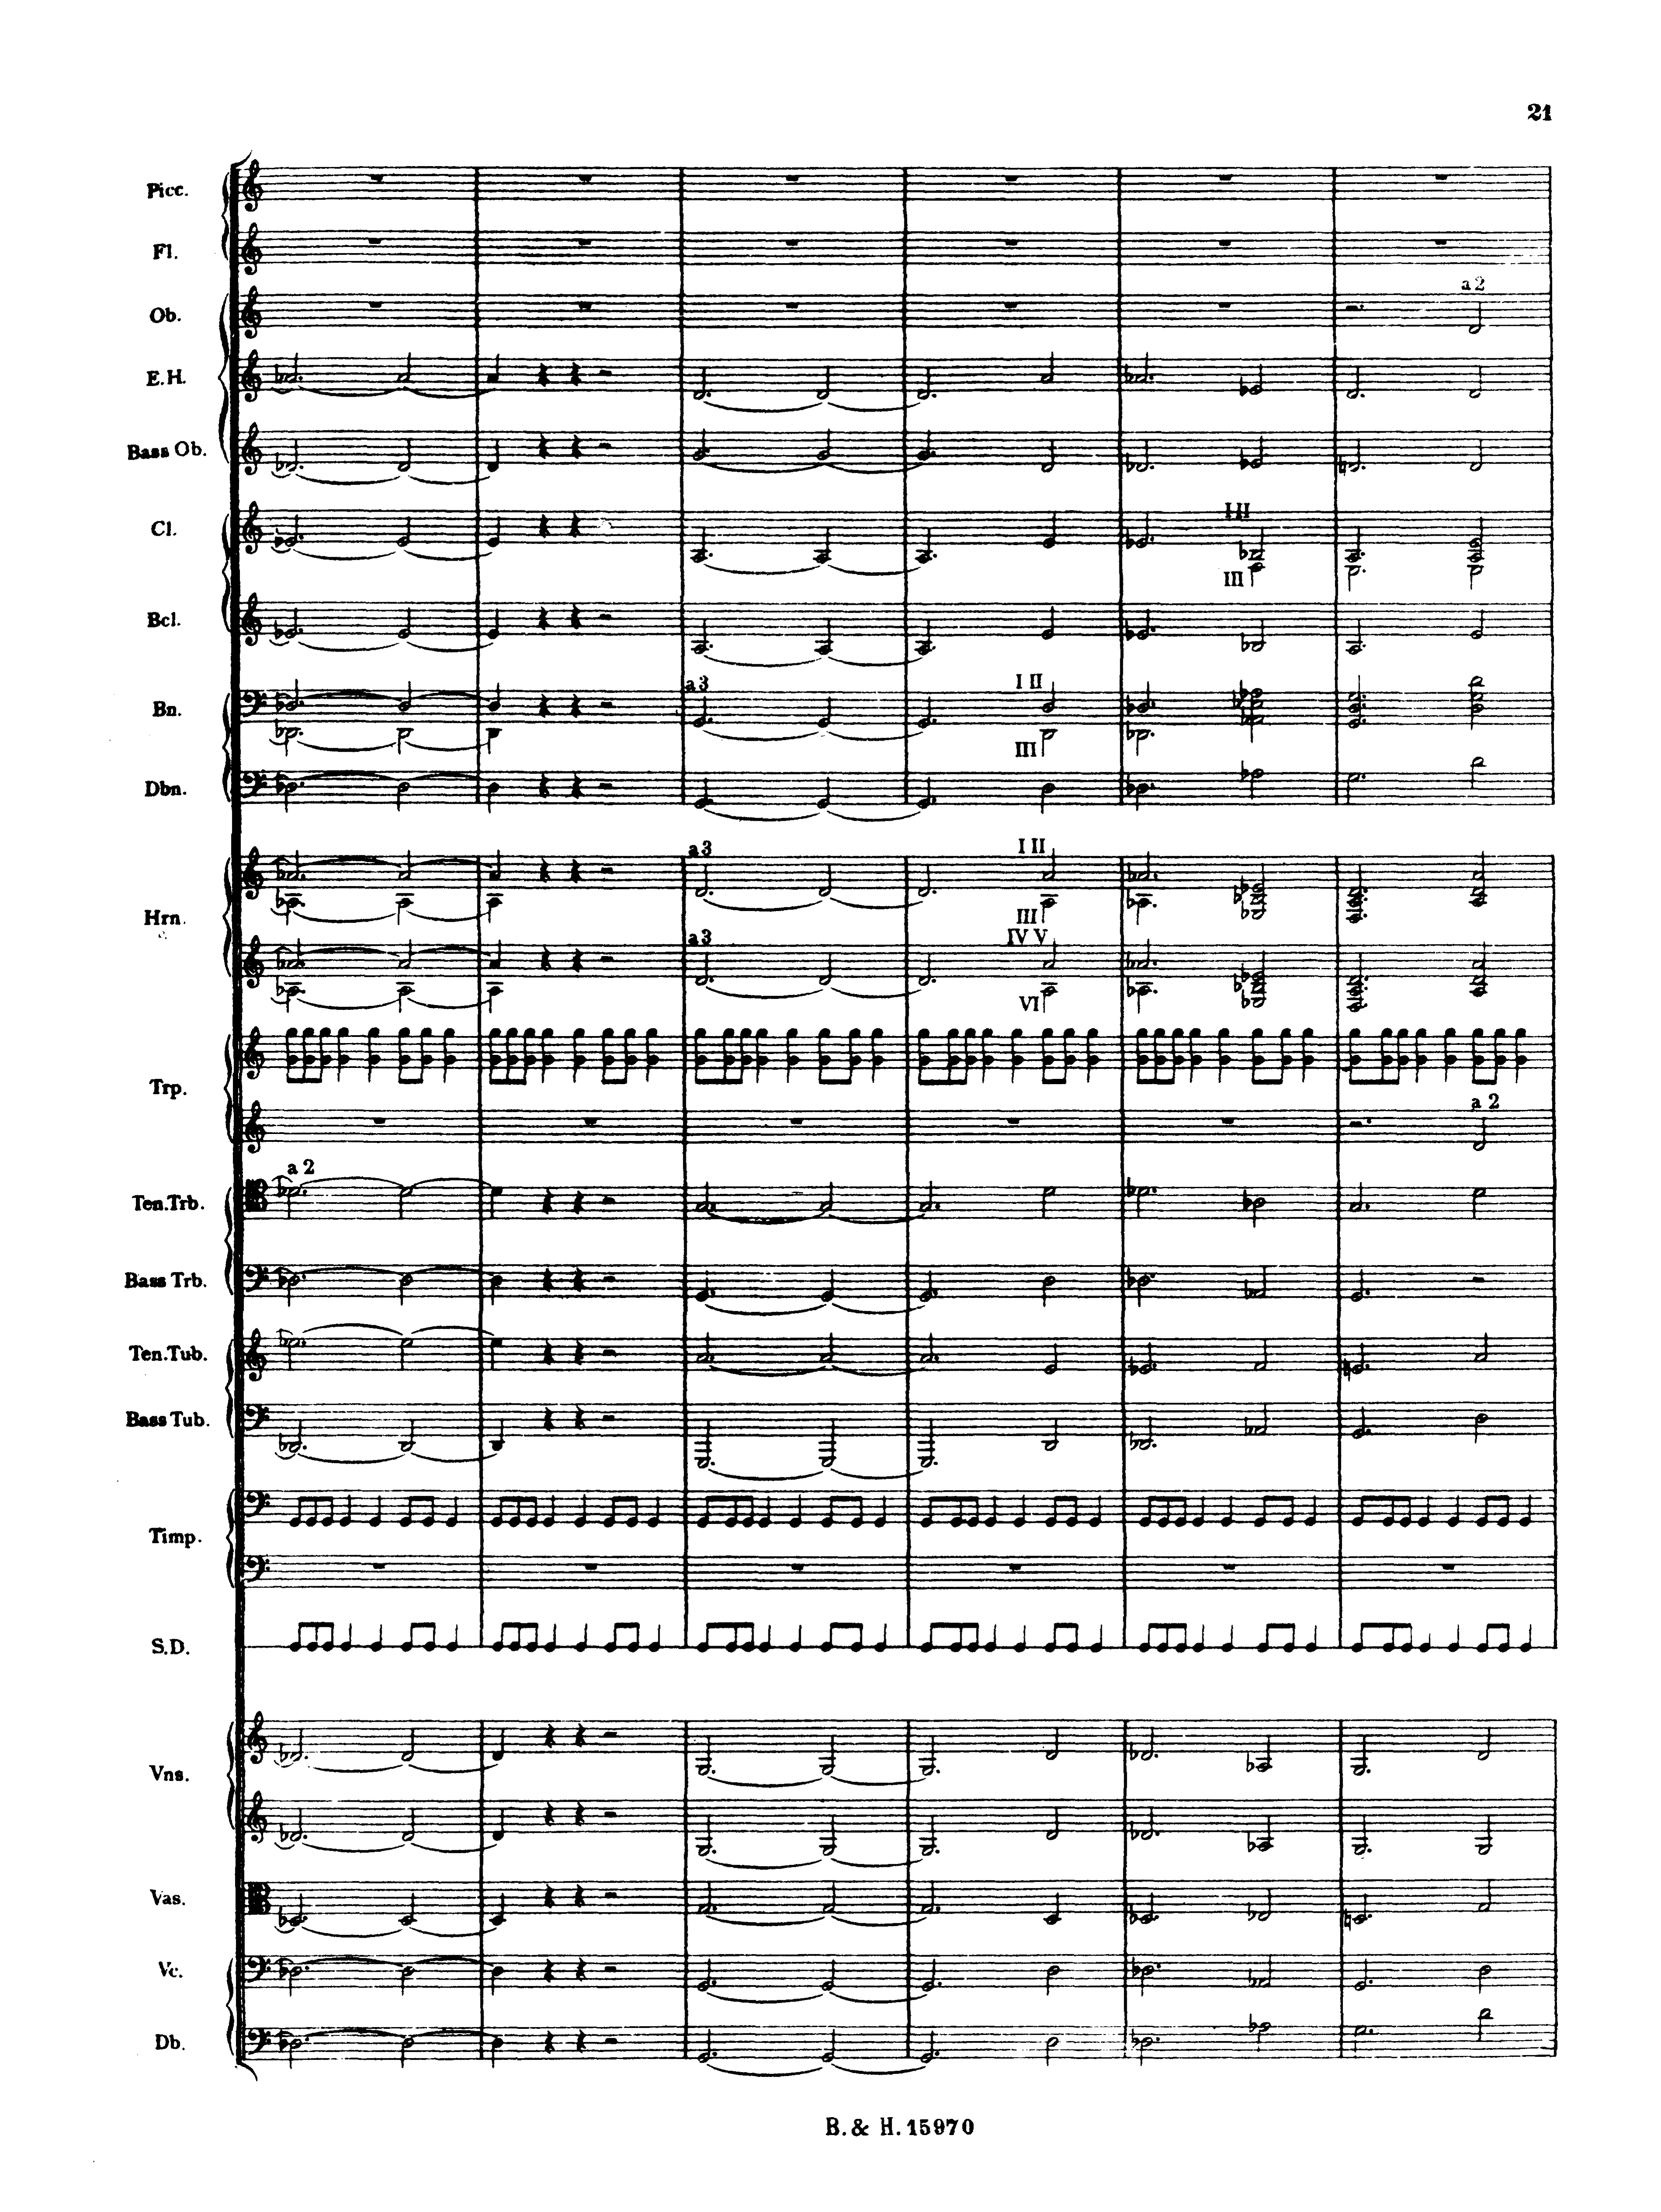 21
Picc.
Fl.
a 2
Ob.
E.H.
Bass Ob.
I II
Cl.
III
Bcl.
a 3
I II
Bn.
III
Dbn.
a 3
I II
Hrn.
III
a 3
IV V
VI
Trp.
a 2
a 2
Ten.Trb.
Bass Trb.
Ten.Tub.
Bass Tub.
Timp.
S.D.
Vns.
Vas.
Vc.
Db.
B. & H. 15970